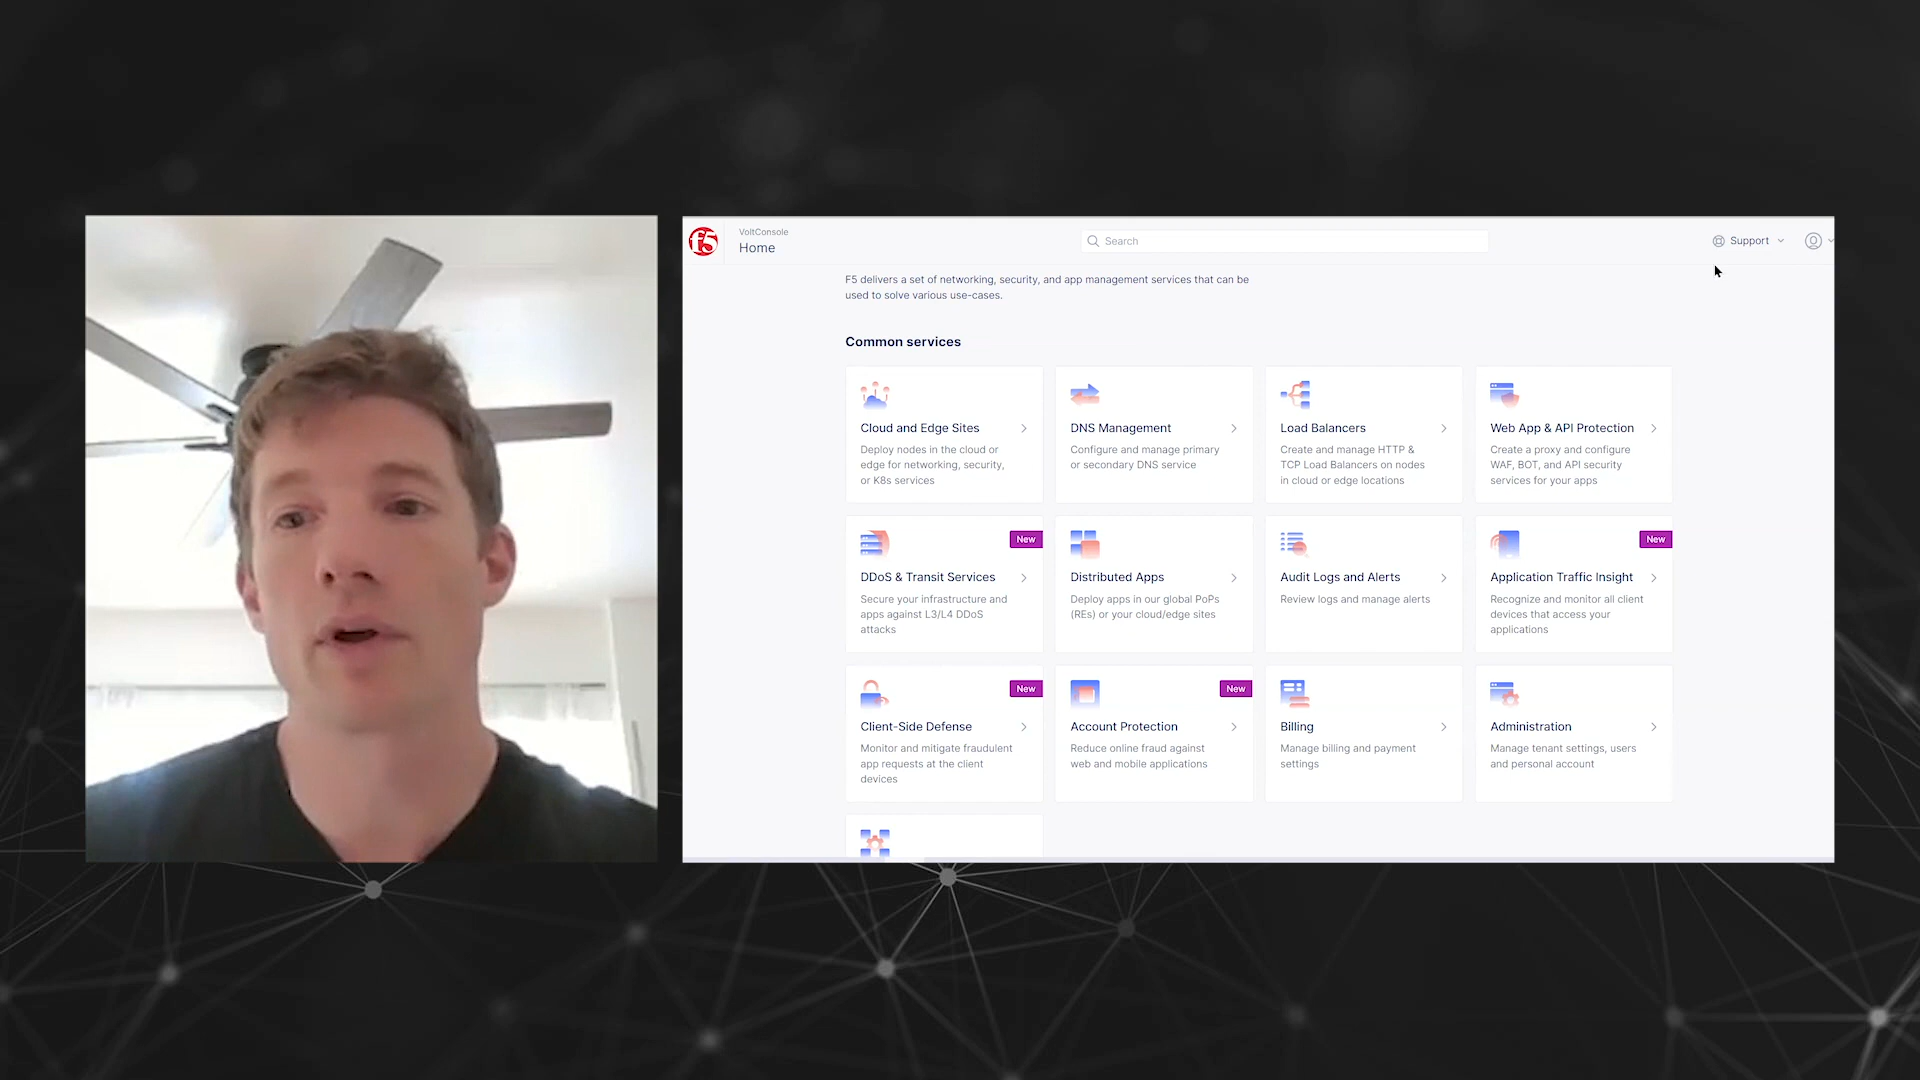 f5
VoltConsole
Home
Search
Support
F5 delivers a set of networking, security, and app management services that can be
used to solve various use-cases.
Common services
Cloud and Edge Sites
Deploy nodes in the cloud or
edge for networking, security,
or K8s services
DNS Management
Configure and manage primary
or secondary DNS service
Load Balancers
Create and manage HTTP &
TCP Load Balancers on nodes
in cloud or edge locations
Web App & API Protection
Create a proxy and configure
WAF, BOT, and API security
services for your apps
New
DDoS & Transit Services
Secure your infrastructure and
apps against L3/L4 DDoS
attacks
Distributed Apps
Deploy apps in our global PoPs
(REs) or your cloud/edge sites
Audit Logs and Alerts
Review logs and manage alerts
New
Application Traffic Insight
Recognize and monitor all client
devices that access your
applications
New
Client-Side Defense
Monitor and mitigate fraudulent
app requests at the client
devices
New
Account Protection
Reduce online fraud against
web and mobile applications
Billing
Manage billing and payment
settings
Administration
Manage tenant settings, users
and personal account